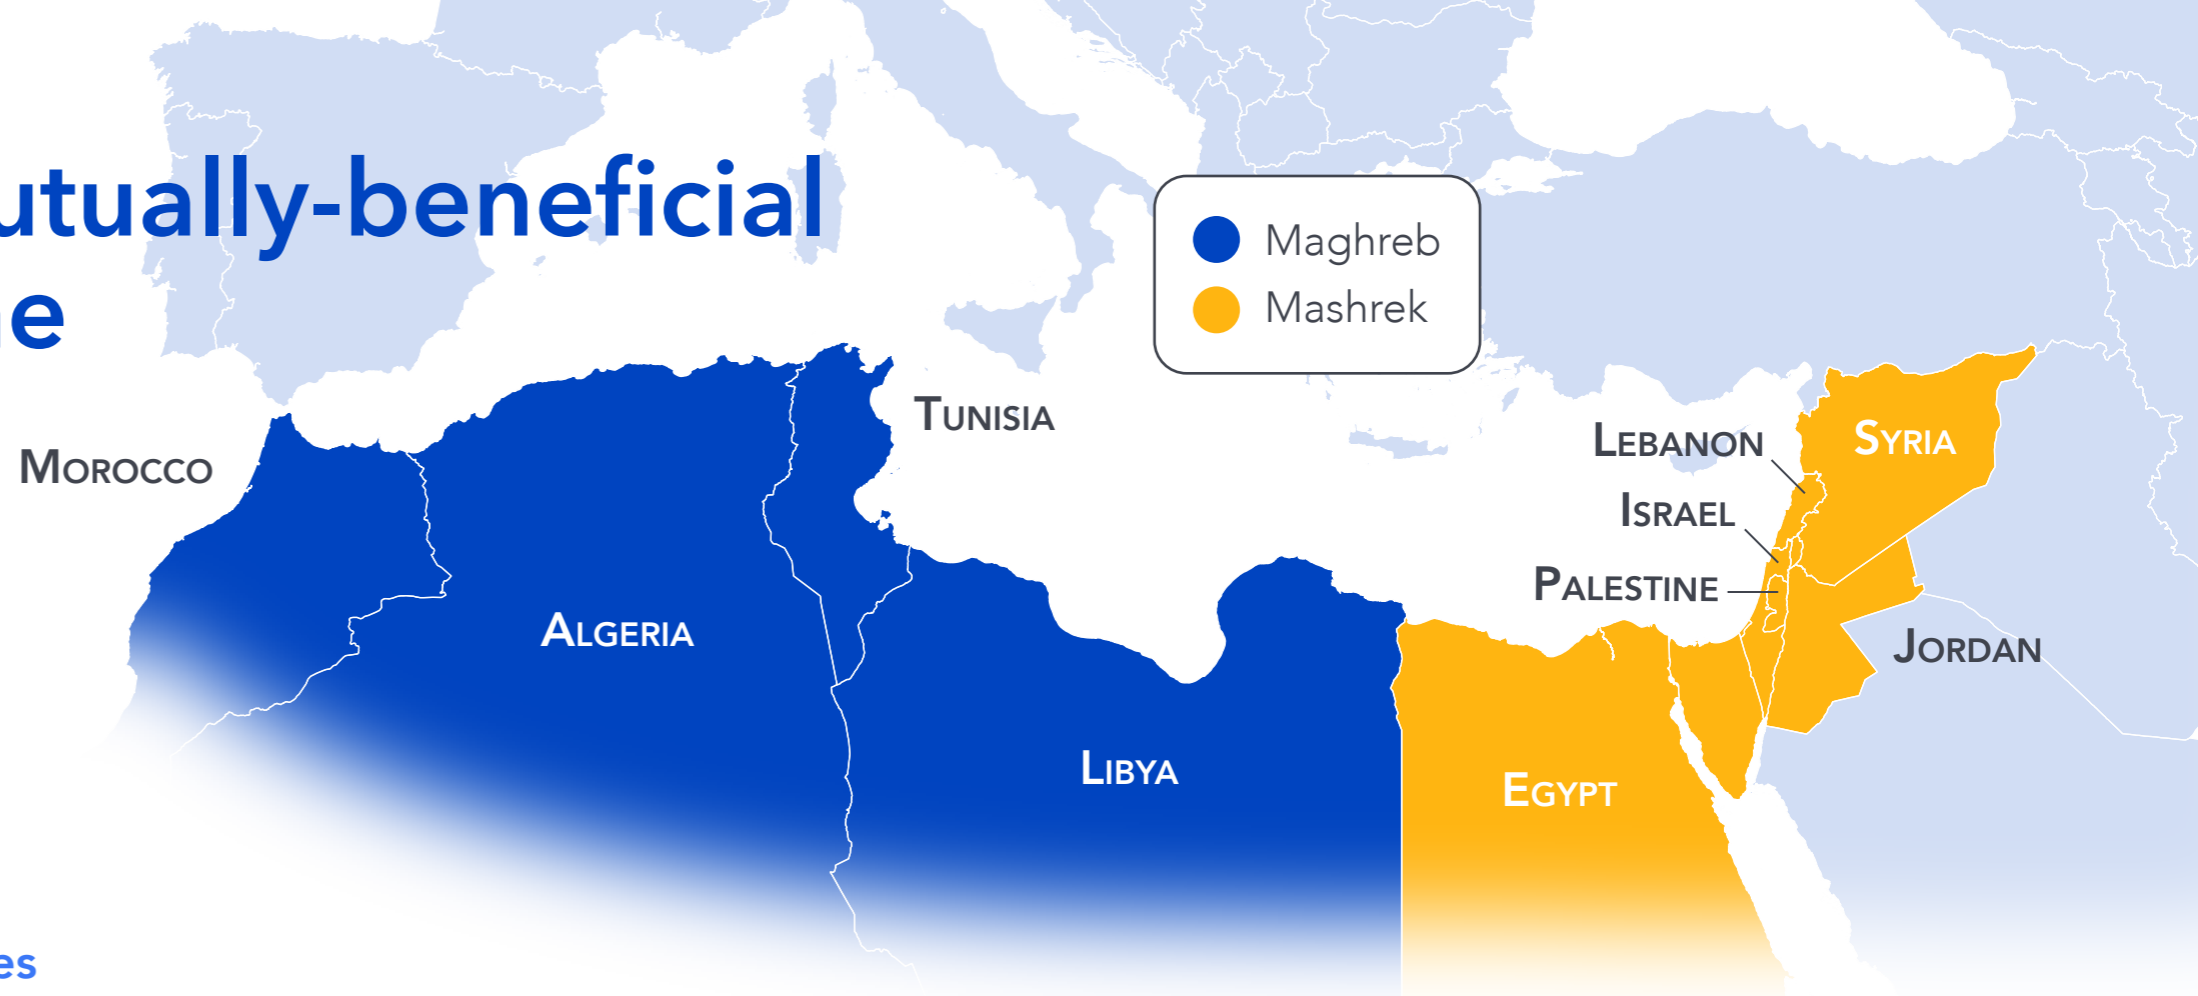 utually-beneficial
e
Maghreb
Mashrek
Tunisia
Morocco
Lebanon
Syria
Israel
Palestine
Algeria
Jordan
Libya
Egypt
es